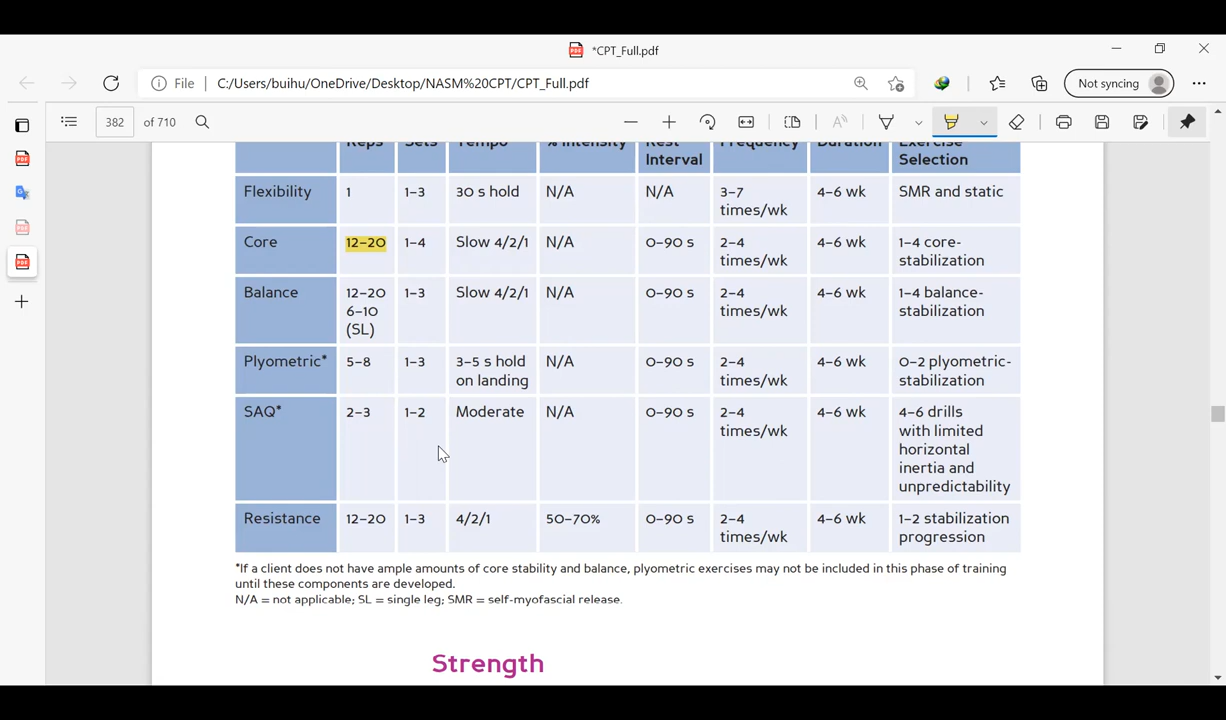 *CPT_Full.pdf
File | C:/Users/buihu/OneDrive/Desktop/NASM%20CPT/CPT_Full.pdf
Not syncing
382 of 710
Reps Sets Tempo % Intensity Rest Interval Frequency Duration Exercise Selection
Flexibility 1 1–3 30 s hold N/A N/A 3–7 times/wk 4–6 wk SMR and static
Core 12–20 1–4 Slow 4/2/1 N/A 0–90 s 2–4 times/wk 4–6 wk 1–4 core-stabilization
Balance 12–20 6–10 (SL) 1–3 Slow 4/2/1 N/A 0–90 s 2–4 times/wk 4–6 wk 1–4 balance-stabilization
Plyometric* 5–8 1–3 3–5 s hold on landing N/A 0–90 s 2–4 times/wk 4–6 wk 0–2 plyometric-stabilization
SAQ* 2–3 1–2 Moderate N/A 0–90 s 2–4 times/wk 4–6 wk 4–6 drills with limited horizontal inertia and unpredictability
Resistance 12–20 1–3 4/2/1 50–70% 0–90 s 2–4 times/wk 4–6 wk 1–2 stabilization progression
*If a client does not have ample amounts of core stability and balance, plyometric exercises may not be included in this phase of training
until these components are developed.
N/A = not applicable; SL = single leg; SMR = self-myofascial release.
Strength